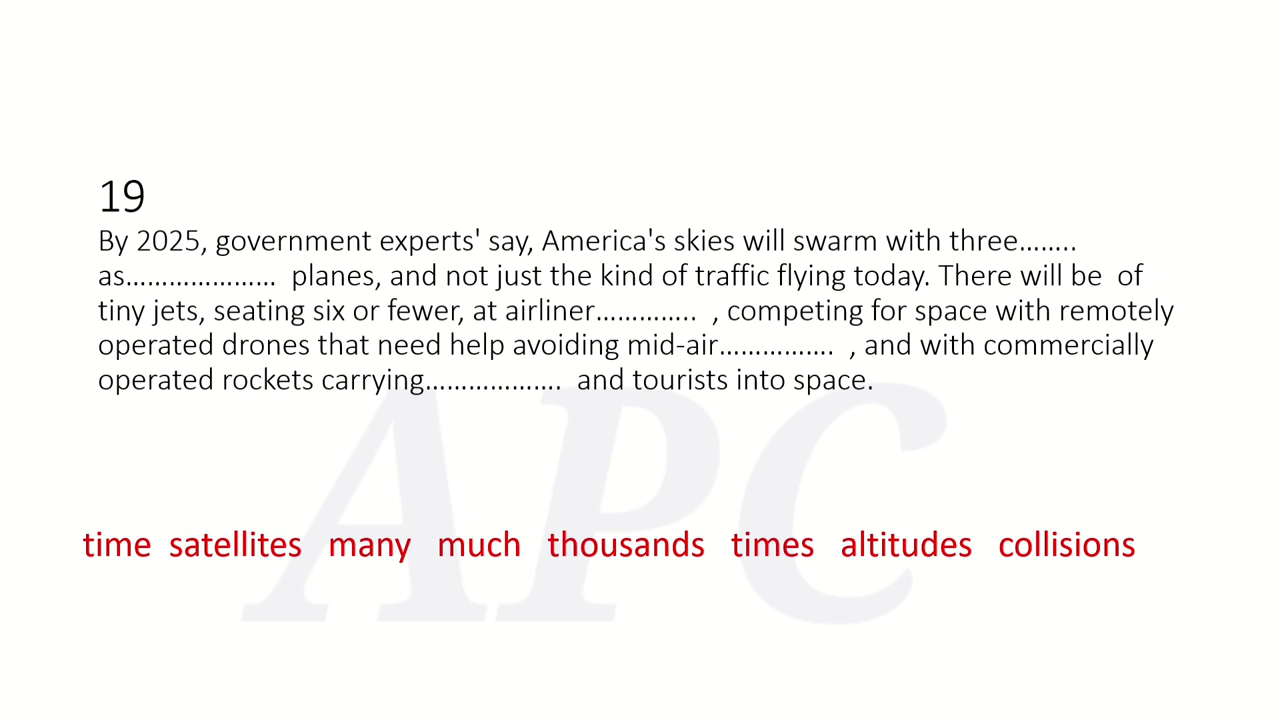 19
By 2025, government experts' say, America's skies will swarm with three........
as..................... planes, and not just the kind of traffic flying today. There will be  of
tiny jets, seating six or fewer, at airliner.............. , competing for space with remotely
operated drones that need help avoiding mid-air................ , and with commercially
operated rockets carrying................... and tourists into space.
APC
time satellites many much thousands times altitudes collisions